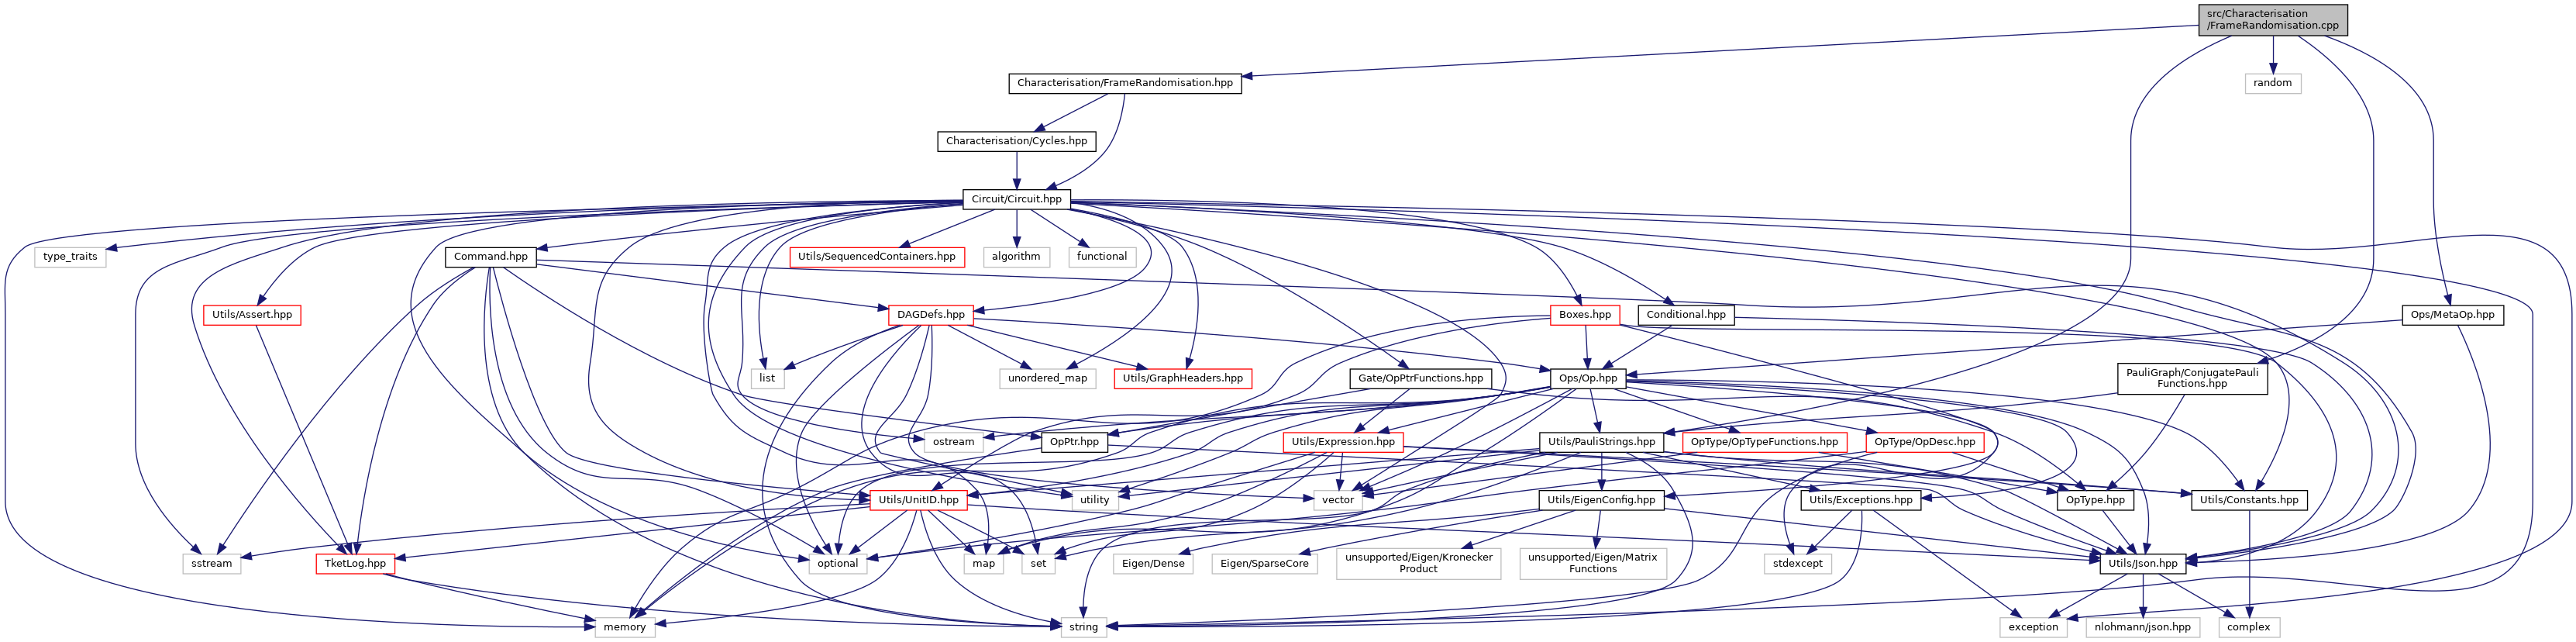 src/Characterisation
/FrameRandomisation.cpp
Characterisation/FrameRandomisation.hpp
random
Characterisation/Cycles.hpp
Circuit/Circuit.hpp
type_traits
Command.hpp
Utils/SequencedContainers.hpp
algorithm
functional
Utils/Assert.hpp
DAGDefs.hpp
Boxes.hpp
Conditional.hpp
Ops/MetaOp.hpp
list
unordered_map
Utils/GraphHeaders.hpp
Gate/OpPtrFunctions.hpp
Ops/Op.hpp
PauliGraph/ConjugatePauli
Functions.hpp
ostream
OpPtr.hpp
Utils/Expression.hpp
Utils/PauliStrings.hpp
OpType/OpTypeFunctions.hpp
OpType/OpDesc.hpp
Utils/UnitID.hpp
utility
vector
Utils/EigenConfig.hpp
Utils/Exceptions.hpp
OpType.hpp
Utils/Constants.hpp
sstream
TketLog.hpp
optional
map
set
Eigen/Dense
Eigen/SparseCore
unsupported/Eigen/Kronecker
Product
unsupported/Eigen/Matrix
Functions
stdexcept
Utils/Json.hpp
memory
string
exception
nlohmann/json.hpp
complex